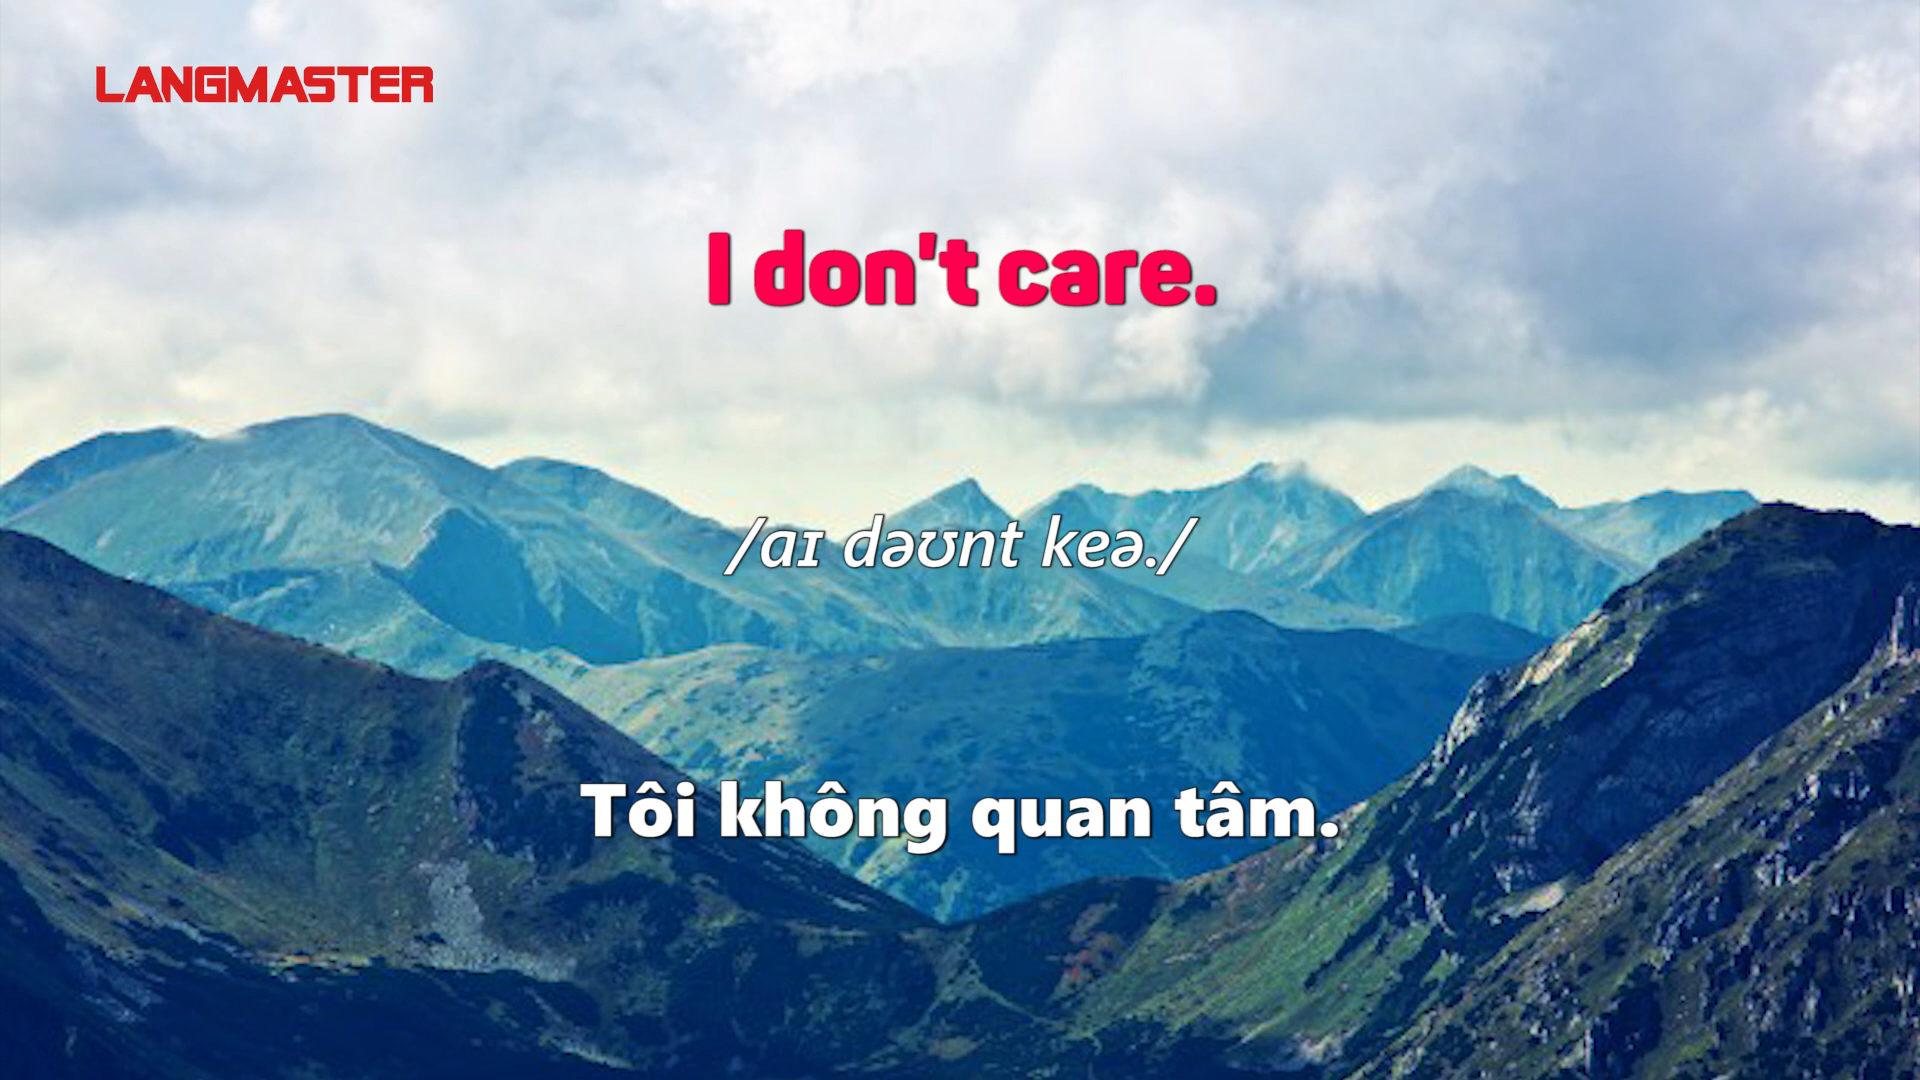 LANGMASTER
I don't care.
/aɪ dəʊnt keə./
Tôi không quan tâm.